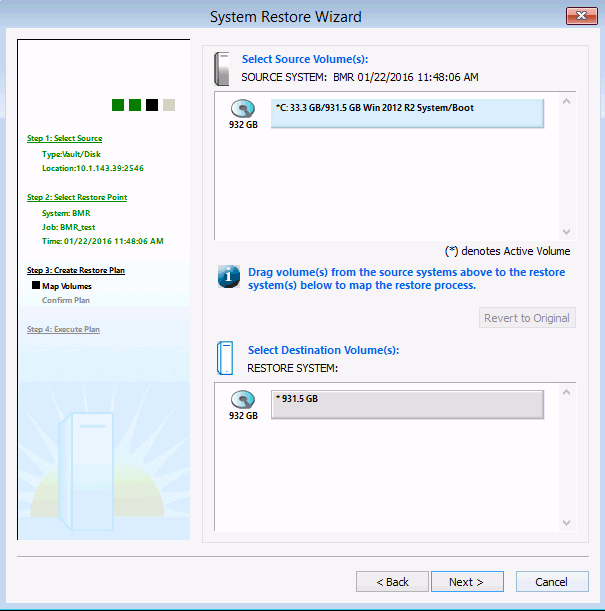 System Restore Wizard
Step 1: Select Source
Type:Vault/Disk
Location:10.1.143.39:2546
Step 2: Select Restore Point
System: BMR
Job: BMR_test
Time: 01/22/2016 11:48:06 AM
Step 3: Create Restore Plan
Map Volumes
Confirm Plan
Step 4: Execute Plan
Select Source Volume(s):
SOURCE SYSTEM: BMR 01/22/2016 11:48:06 AM
*C: 33.3 GB/931.5 GB Win 2012 R2 System/Boot
932 GB
(*) denotes Active Volume
Drag volume(s) from the source systems above to the restore
system(s) below to map the restore process.
Revert to Original
Select Destination Volume(s):
RESTORE SYSTEM:
* 931.5 GB
932 GB
< Back
Next >
Cancel